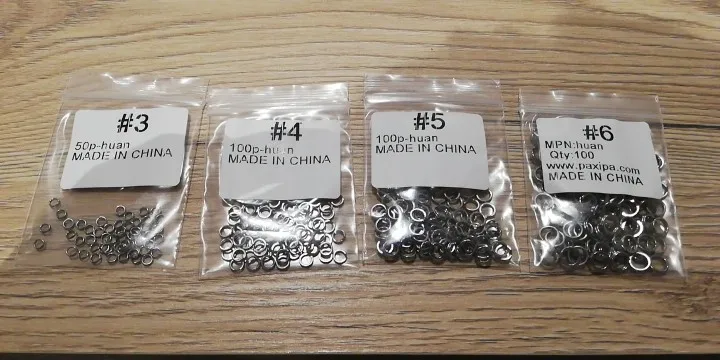 #3
50p-huan
MADE IN CHINA
#4
100p-huan
MADE IN CHINA
#5
100p-huan
MADE IN CHINA
#6
MPN:huan
Qty:100
www.paxipa.com
MADE IN CHINA